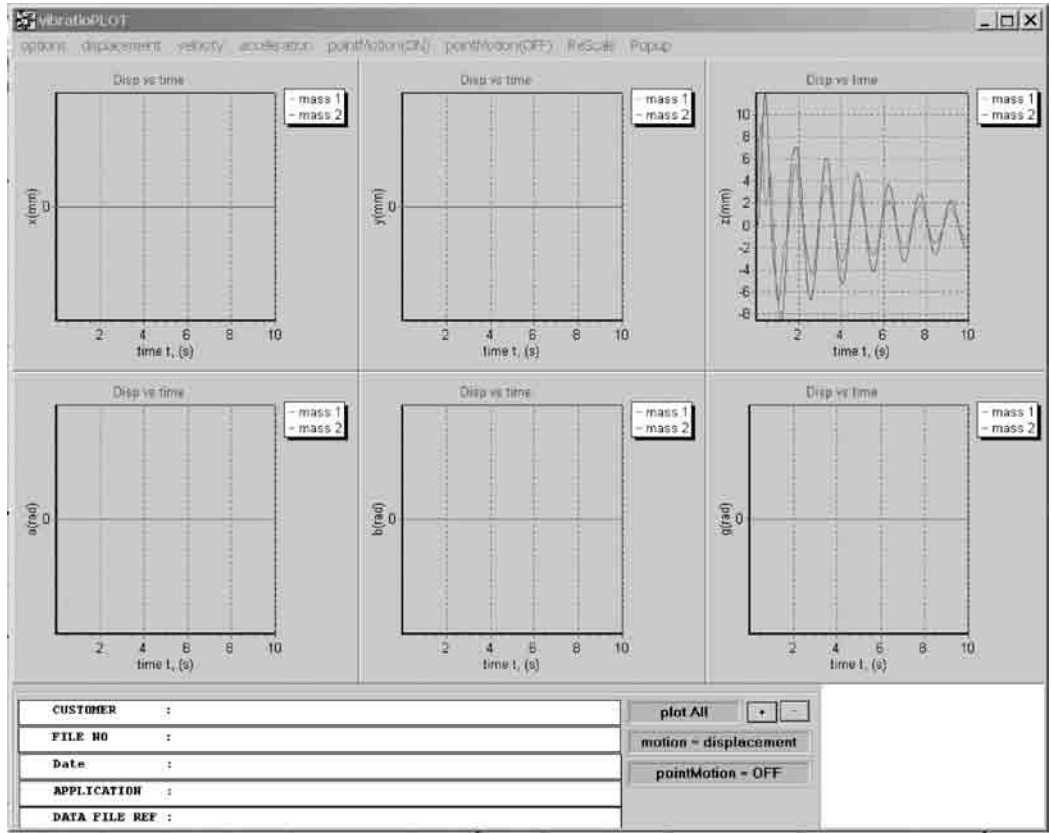 vibratioPLOT
options displacement velocity acceleration pointMotion(ON) pointMotion(OFF) ReScale Popup
Disp vs time
mass 1
mass 2
x(mm)
0
2 4 6 8 10
time t, (s)
Disp vs time
mass 1
mass 2
y(mm)
0
2 4 6 8 10
time t, (s)
Disp vs time
mass 1
mass 2
z(mm)
10
8
6
4
2
0
-2
-4
-6
-8
2 4 6 8 10
time t, (s)
Disp vs time
mass 1
mass 2
a(rad)
0
2 4 6 8 10
time t, (s)
Disp vs time
mass 1
mass 2
b(rad)
0
2 4 6 8 10
time t, (s)
Disp vs time
mass 1
mass 2
g(rad)
0
2 4 6 8 10
time t, (s)
CUSTOMER :
FILE NO :
Date :
APPLICATION :
DATA FILE REF :
plot All + -
motion = displacement
pointMotion = OFF